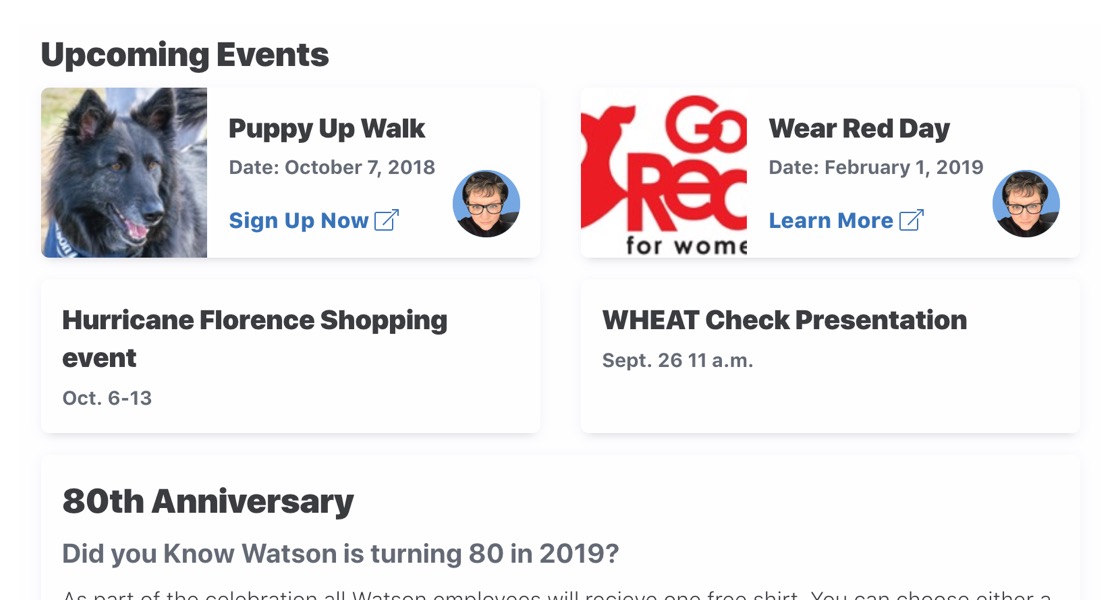 Upcoming Events
Puppy Up Walk
Date: October 7, 2018
Sign Up Now
Go
Rec
for wome
Wear Red Day
Date: February 1, 2019
Learn More
Hurricane Florence Shopping
event
Oct. 6-13
WHEAT Check Presentation
Sept. 26 11 a.m.
80th Anniversary
Did you Know Watson is turning 80 in 2019?
As part of the celebration all Watson employees will recieve one free shirt. You can choose either a